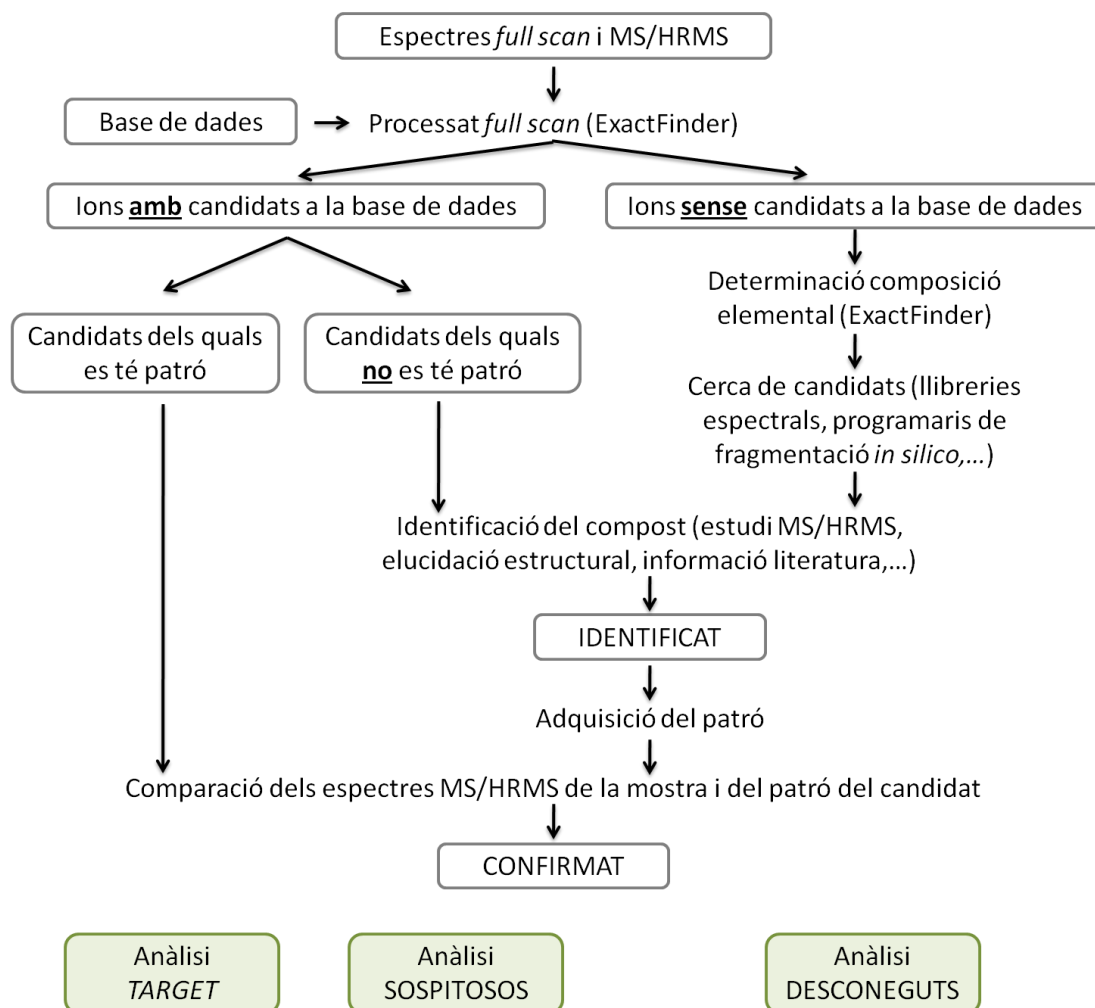 Espectres full scan i MS/HRMS
Base de dades
Processat full scan (ExactFinder)
Ions amb candidats a la base de dades
Ions sense candidats a la base de dades
Determinació composició
elemental (ExactFinder)
Candidats dels quals
es té patró
Candidats dels quals
no es té patró
Cerca de candidats (llibreries
espectrals, programaris de
fragmentació in silico,...)
Identificació del compost (estudi MS/HRMS,
elucidació estructural, informació literatura,...)
IDENTIFICAT
Adquisició del patró
Comparació dels espectres MS/HRMS de la mostra i del patró del candidat
CONFIRMAT
Anàlisi
TARGET
Anàlisi
SOSPITOSOS
Anàlisi
DESCONEGUTS